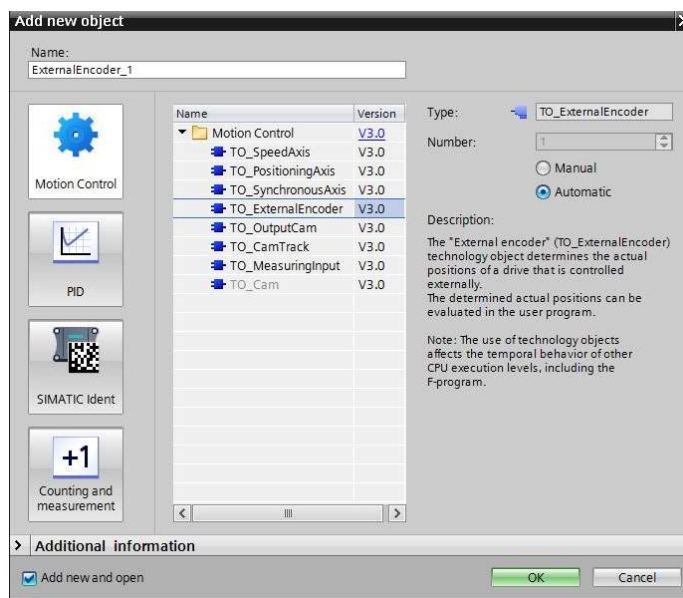 Add new object
Name:
ExternalEncoder_1
Motion Control
PID
SIMATIC Ident
+1
Counting and
measurement
Name Version
Motion Control V3.0
TO_SpeedAxis V3.0
TO_PositioningAxis V3.0
TO_SynchronousAxis V3.0
TO_ExternalEncoder V3.0
TO_OutputCam V3.0
TO_CamTrack V3.0
TO_MeasuringInput V3.0
TO_Cam V3.0
Type: TO_ExternalEncoder
Number: 1
Manual
Automatic
Description:
The "External encoder" (TO_ExternalEncoder)
technology object determines the actual
positions of a drive that is controlled
externally.
The determined actual positions can be
evaluated in the user program.
Note: The use of technology objects
affects the temporal behavior of other
CPU execution levels, including the
F-program.
Additional information
Add new and open
OK Cancel